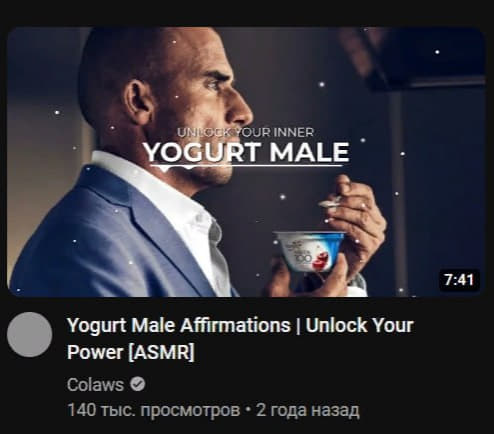 UNLOCK YOUR INNER
YOGURT MALE
100
7:41
Yogurt Male Affirmations | Unlock Your
Power [ASMR]
Colaws
140 тыс. просмотров • 2 года назад